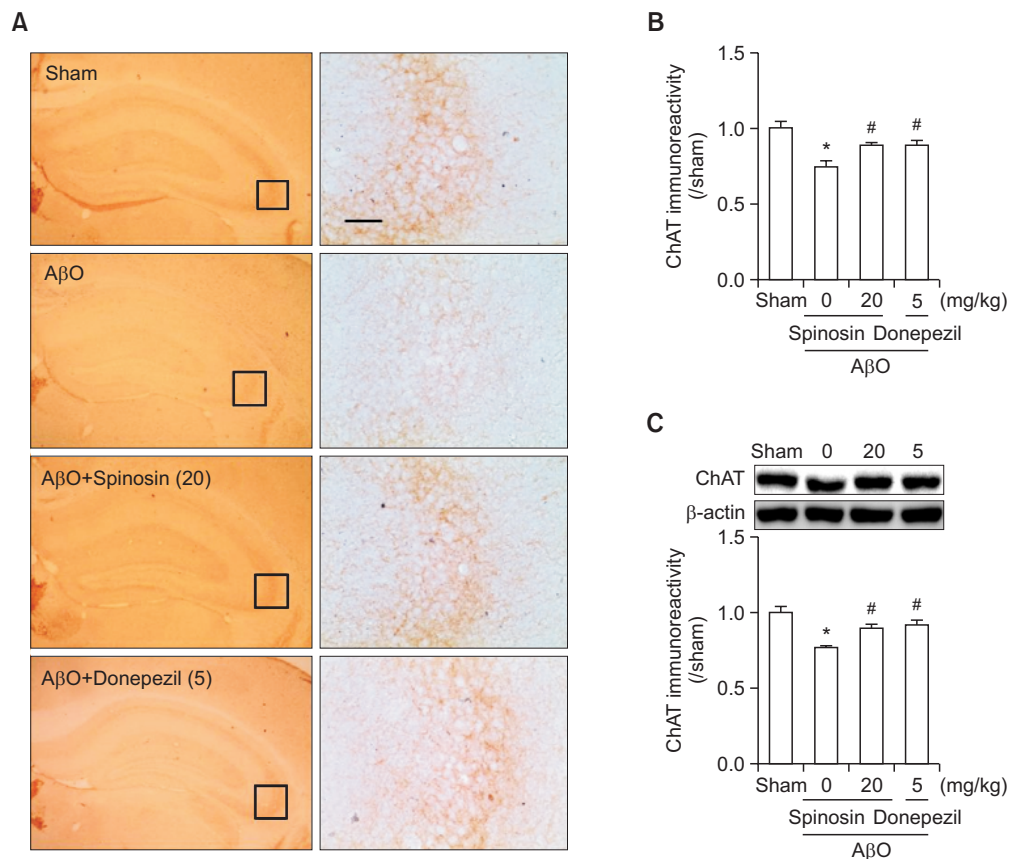 A
Sham
AβO
AβO+Spinosin (20)
AβO+Donepezil (5)
B
ChAT immunoreactivity
(/sham)
1.5
1.0
0.5
0.0
*
#
#
Sham 0 20 5 (mg/kg)
Spinosin Donepezil
AβO
C
Sham 0 20 5
ChAT
β-actin
ChAT immunoreactivity
(/sham)
1.5
1.0
0.5
0.0
*
#
#
Sham 0 20 5 (mg/kg)
Spinosin Donepezil
AβO